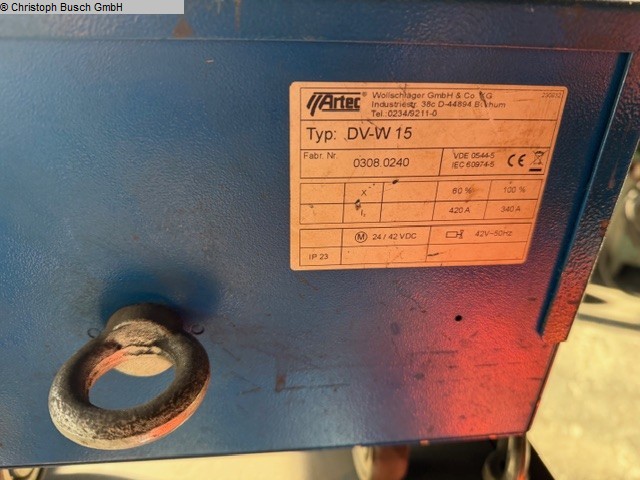 © Christoph Busch GmbH
Artec® Wollschläger GmbH & Co. KG
Industriestr. 36c D-44894 Bochum
Tel.:0234/9211-0
Typ: DV-W 15
Fabr. Nr. 0308.0240
VDE 0544-5
IEC 60974-5
CE
X 60 % 100 %
I₂ 420 A 340 A
M 24 / 42 VDC 42V~50Hz
IP 23